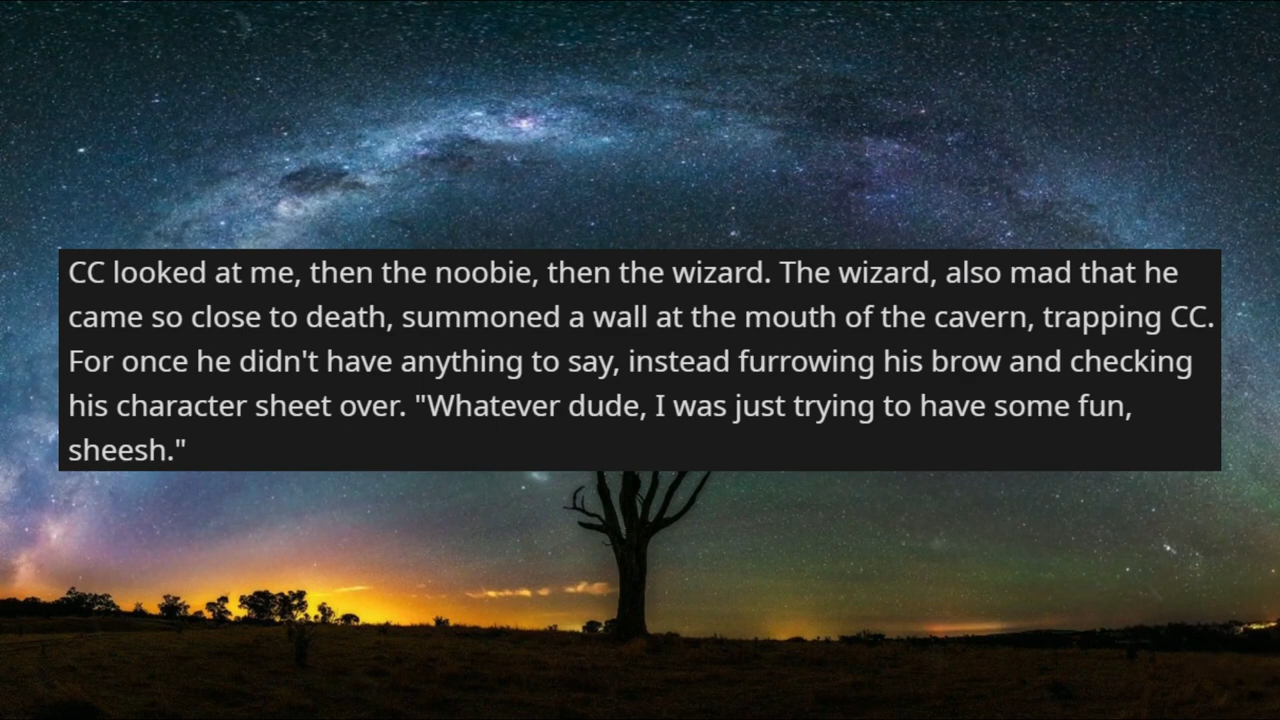 CC looked at me, then the noobie, then the wizard. The wizard, also mad that he
came so close to death, summoned a wall at the mouth of the cavern, trapping CC.
For once he didn't have anything to say, instead furrowing his brow and checking
his character sheet over. "Whatever dude, I was just trying to have some fun,
sheesh."